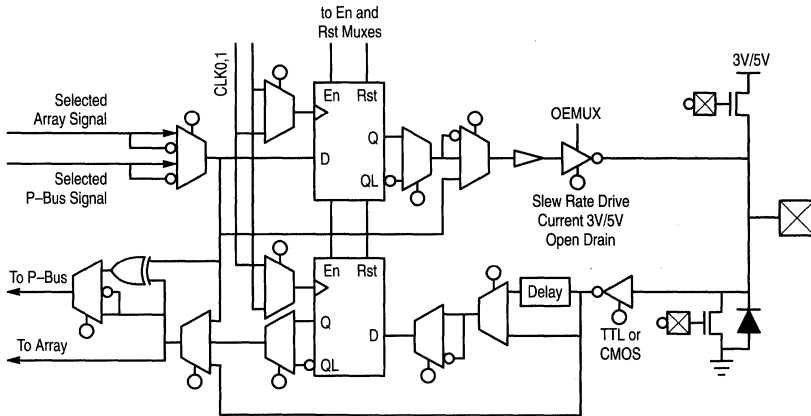 to En and
Rst Muxes
CLK0,1
3V/5V
Selected
Array Signal
En Rst
OEMUX
Q
D
Selected
P–Bus Signal
QL
Slew Rate Drive
Current 3V/5V
Open Drain
En Rst
To P–Bus
Delay
Q
D
TTL or
CMOS
To Array
QL